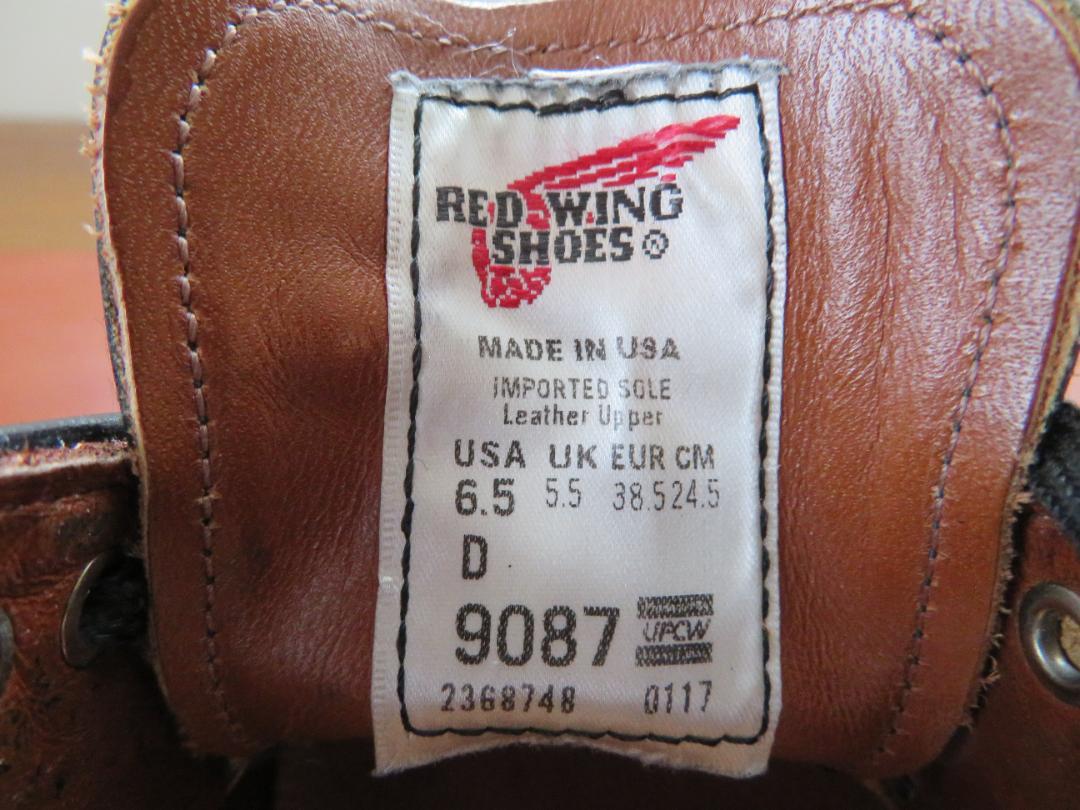 RED WING
SHOES®
MADE IN USA
IMPORTED SOLE
Leather Upper
USA UK EUR CM
6.5 5.5 38.5 24.5
D
9087 UFCW
2368748 0117